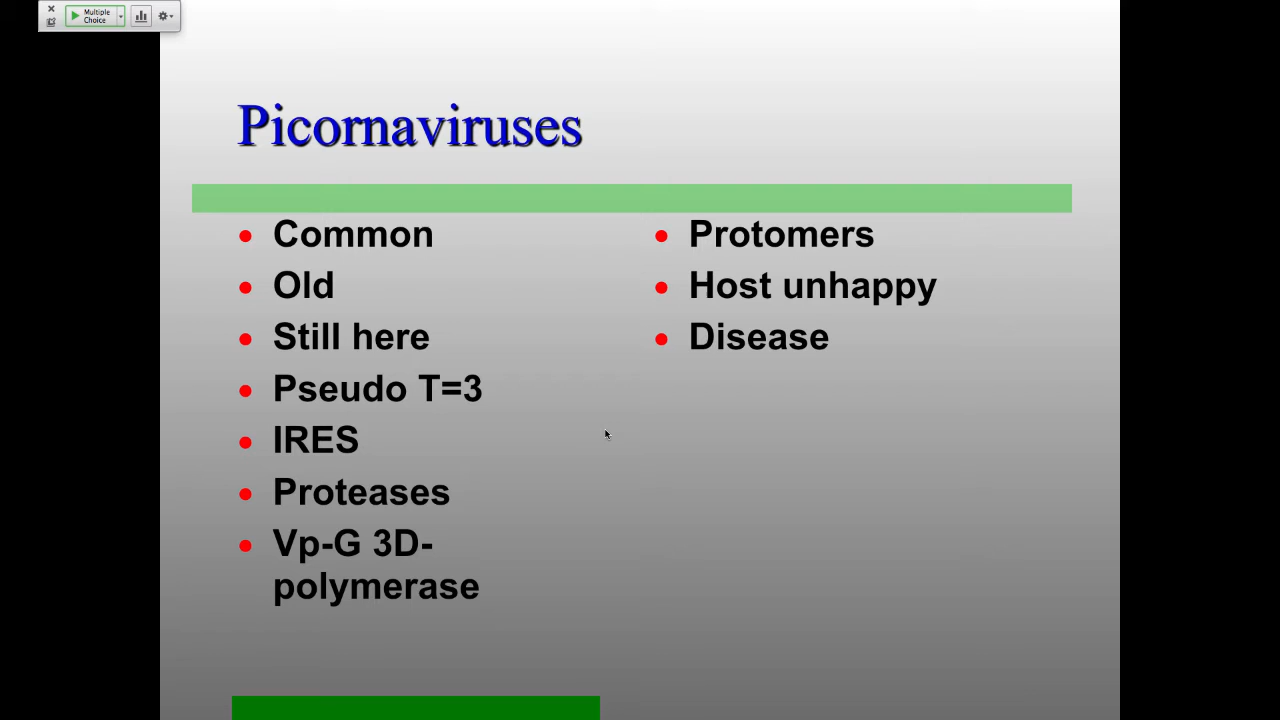 Multiple
Choice
Picornaviruses
Common
Old
Still here
Pseudo T=3
IRES
Proteases
Vp-G 3D-
polymerase
Protomers
Host unhappy
Disease